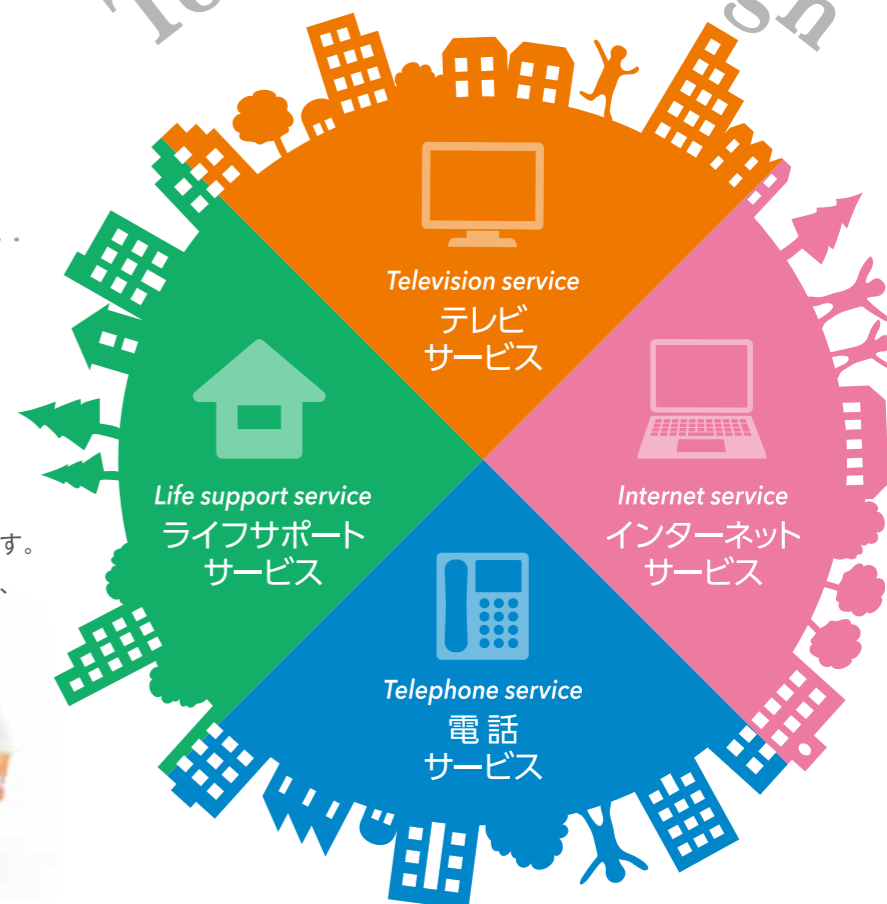 Television service
テレビ
サービス
Life support service
ライフサポート
サービス
Internet service
インターネット
サービス
Telephone service
電話
サービス
す。
、